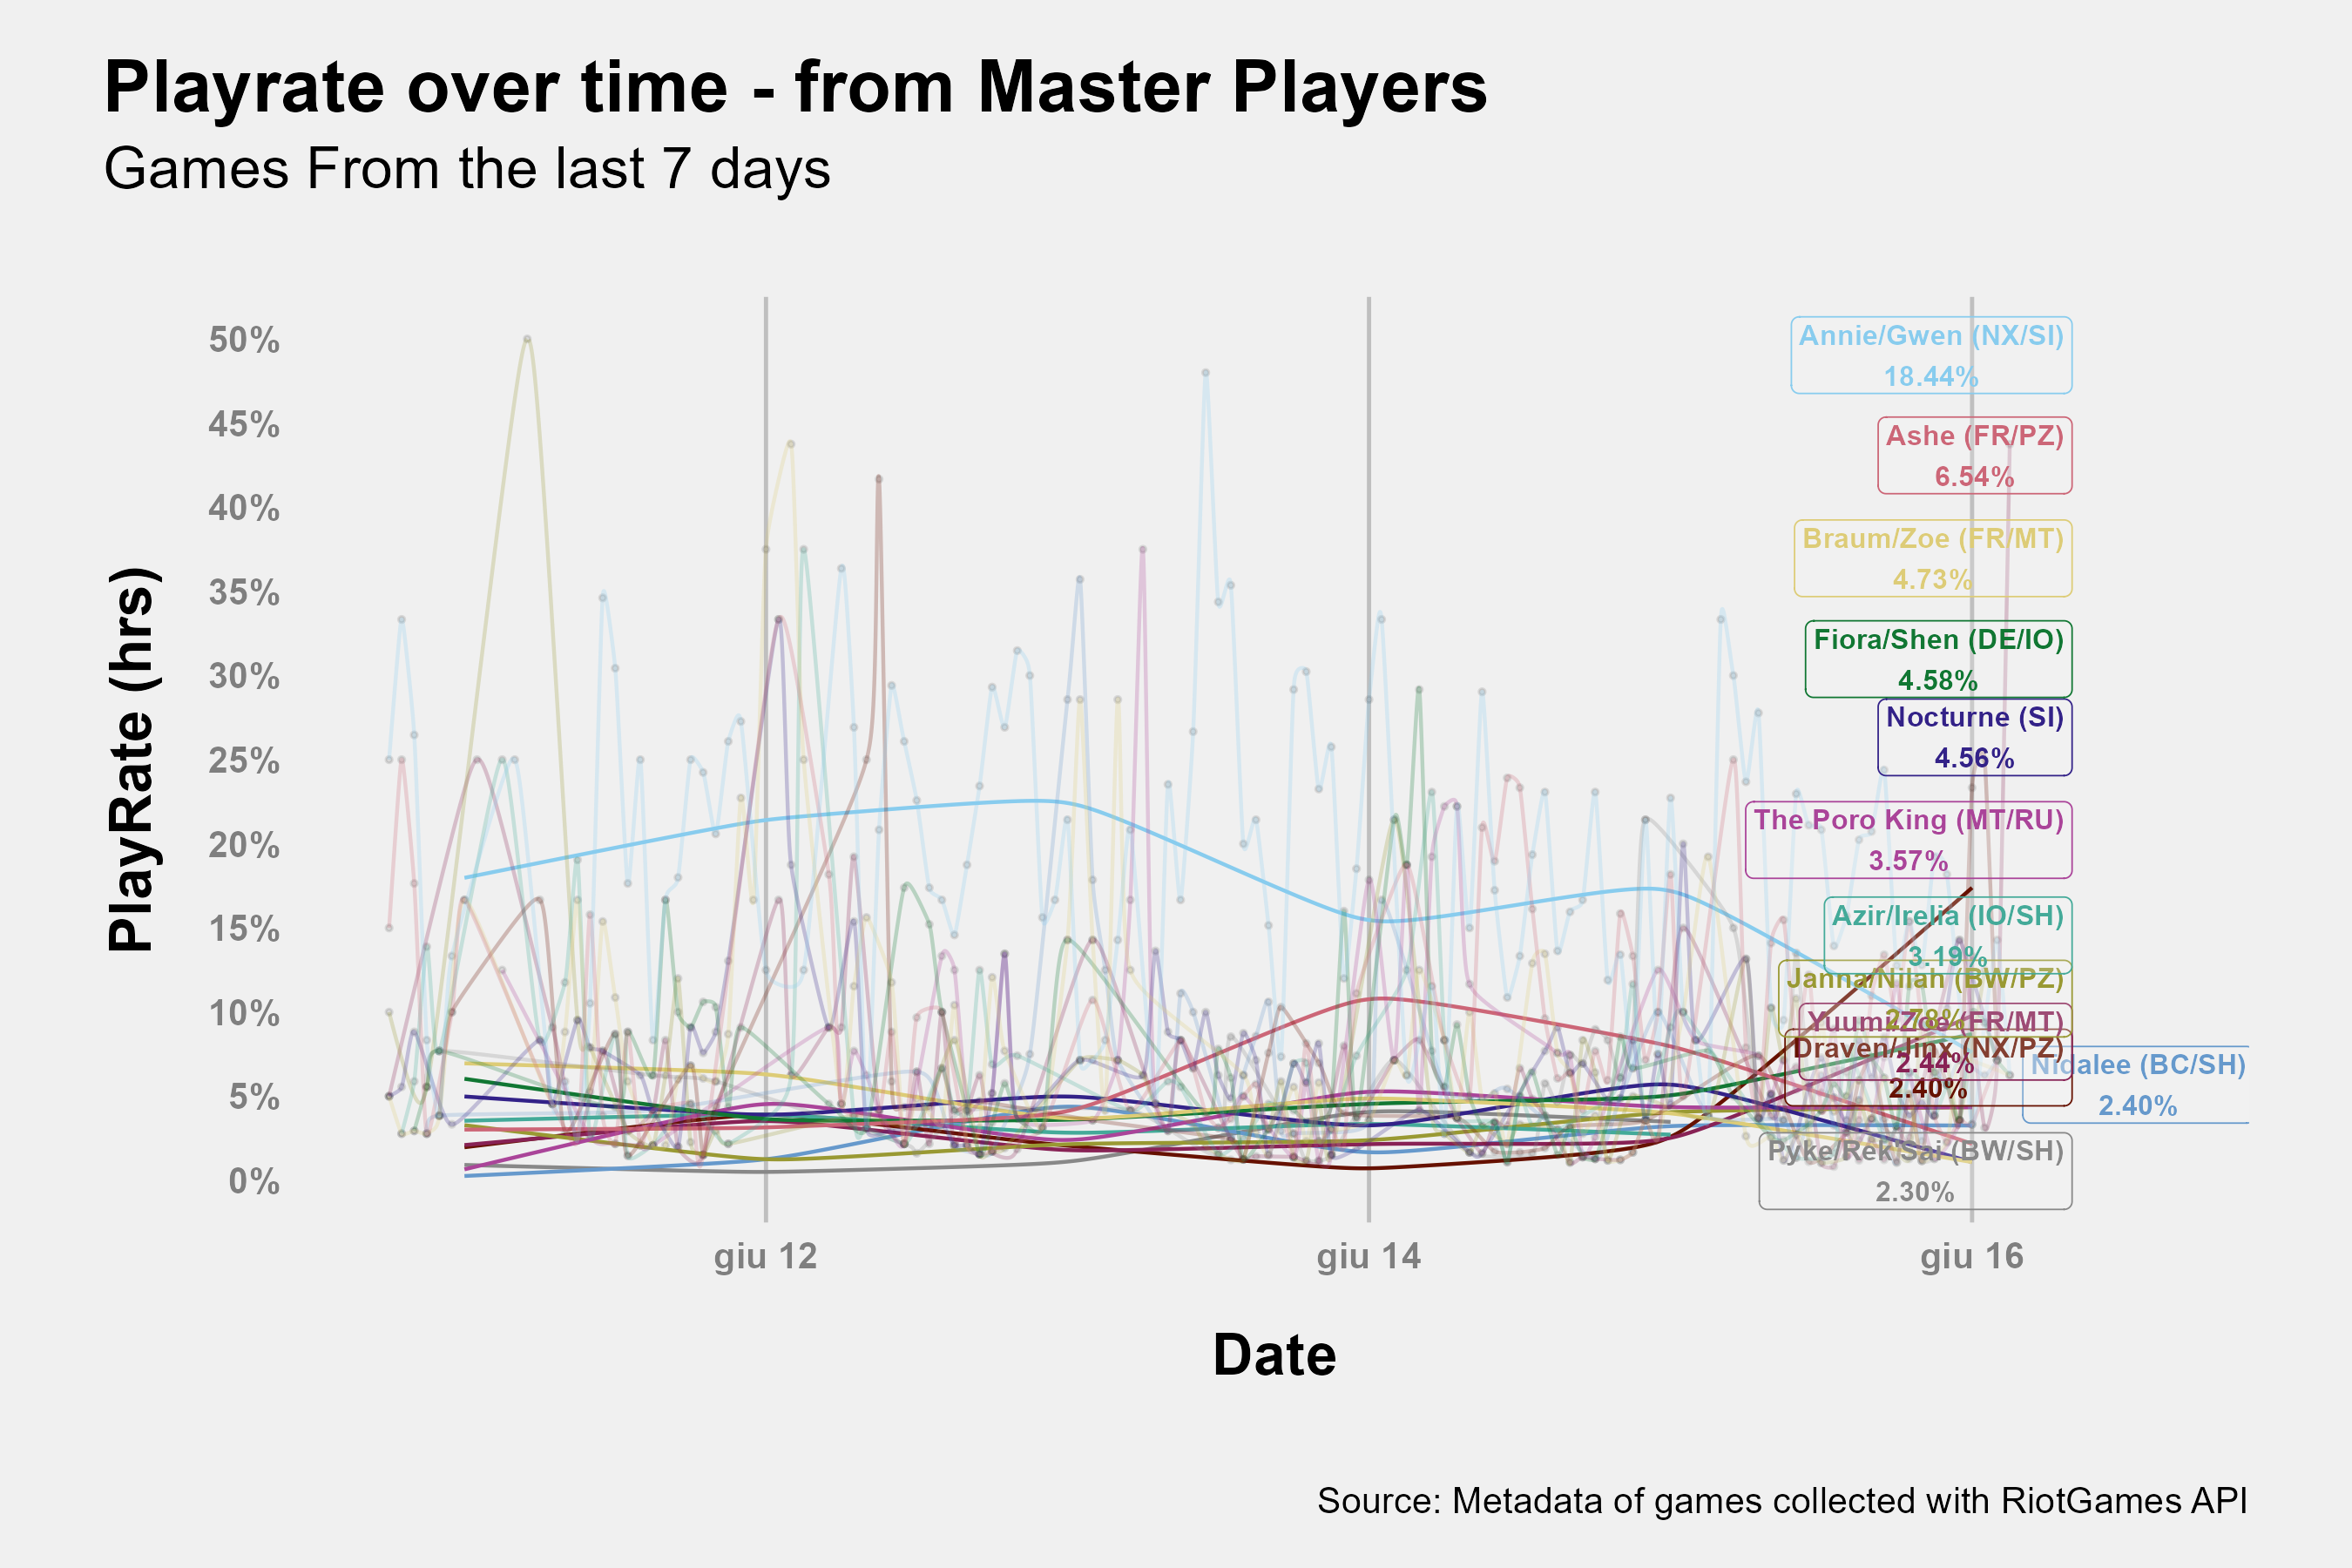 Playrate over time - from Master Players
Games From the last 7 days
PlayRate (hrs)
50%
45%
40%
35%
30%
25%
20%
15%
10%
5%
0%
Annie/Gwen (NX/SI)
18.44%
Ashe (FR/PZ)
6.54%
Braum/Zoe (FR/MT)
4.73%
Fiora/Shen (DE/IO)
4.58%
Nocturne (SI)
4.56%
The Poro King (MT/RU)
3.57%
Azir/Irelia (IO/SH)
3.19%
Janna/Nilah (BW/PZ)
2.78%
Yuumi/Zoe (FR/MT)
2.44%
Draven/Jinx (NX/PZ)
2.40%
Nidalee (BC/SH)
2.40%
Pyke/Rek'Sai (BW/SH)
2.30%
giu 12
giu 14
giu 16
Date
Source: Metadata of games collected with RiotGames API